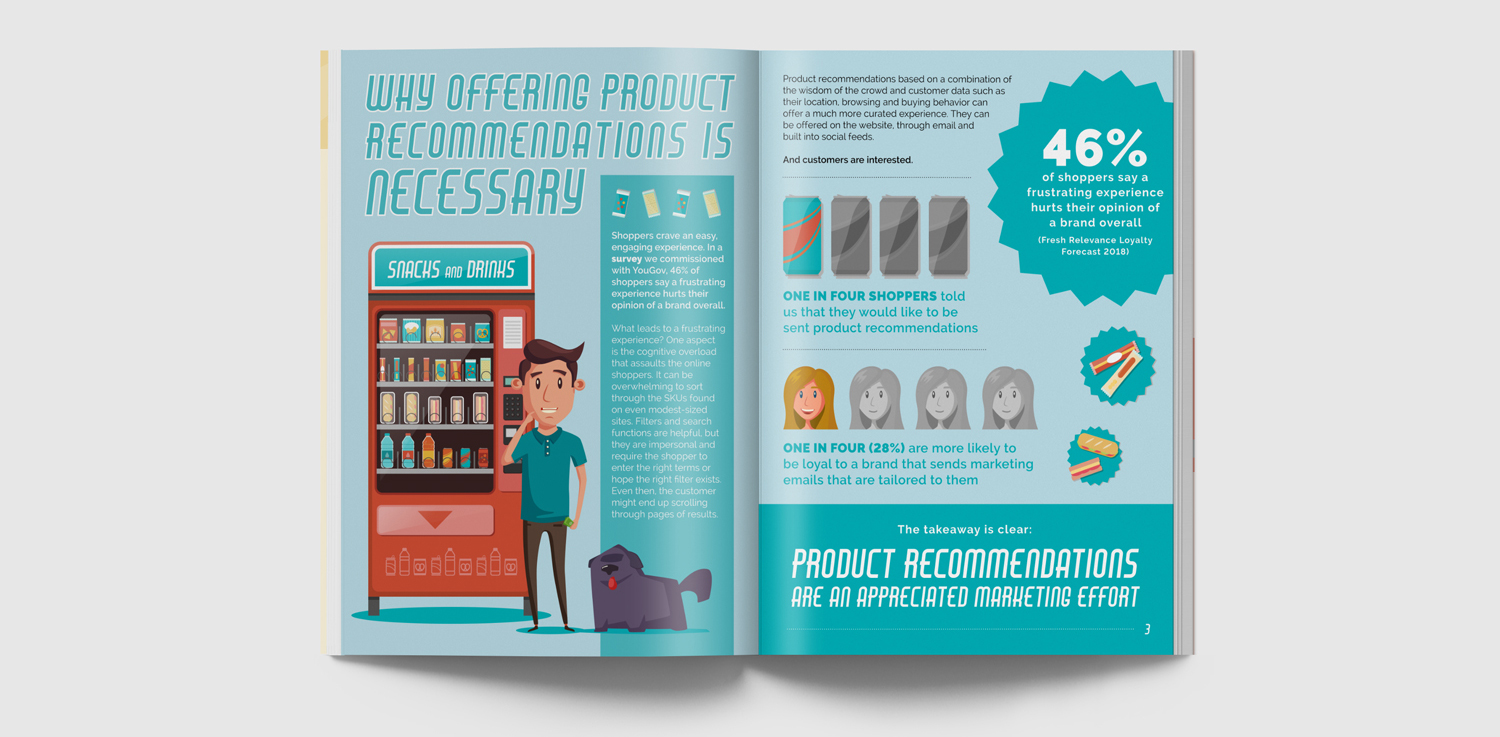 WHY OFFERING PRODUCT
RECOMMENDATIONS IS
NECESSARY
SNACKS AND DRINKS
Shoppers crave an easy,
engaging experience. In a
survey we commissioned
with YouGov, 46% of
shoppers say a frustrating
experience hurts their
opinion of a brand overall.
What leads to a frustrating
experience? One aspect
is the cognitive overload
that assaults the online
shoppers. It can be
overwhelming to sort
through the SKUs found
on even modest-sized
sites. Filters and search
functions are helpful, but
they are impersonal and
require the shopper to
enter the right terms or
hope the right filter exists.
Even then, the customer
might end up scrolling
through pages of results.
Product recommendations based on a combination of
the wisdom of the crowd and customer data such as
their location, browsing and buying behavior can
offer a much more curated experience. They can
be offered on the website, through email and
built into social feeds.
And customers are interested.
46%
of shoppers say a
frustrating experience
hurts their opinion of
a brand overall
(Fresh Relevance Loyalty
Forecast 2018)
ONE IN FOUR SHOPPERS told
us that they would like to be
sent product recommendations
ONE IN FOUR (28%) are more likely to
be loyal to a brand that sends marketing
emails that are tailored to them
The takeaway is clear:
PRODUCT RECOMMENDATIONS
ARE AN APPRECIATED MARKETING EFFORT
3